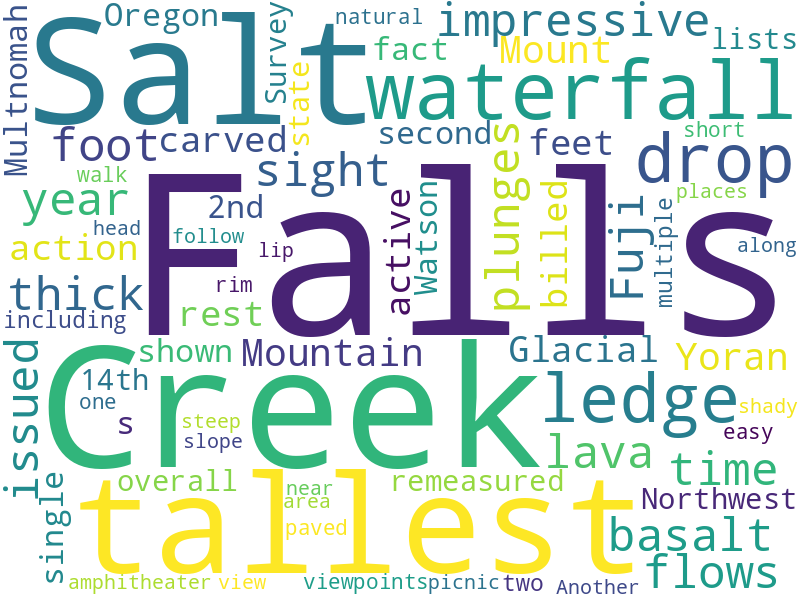 Multnomah
Salt
Oregon
Survey
natural
impressive
state
fact
Mount
lists
waterfall
foot
carved
second
feet
short
drop
walk
sight
year
2nd
head
follow
action
lip
rim
thick
including
rest
Falls
active
Watson
plunges
billed
Fuji
multiple
places
along
issued
shown
Mountain
Glacial
Yoran
14th
one
s
Creek
steep
slope
ledge
shady
easy
lava
time
single
overall
near
area
paved
remeasured
Northwest
tallest
basalt
flows
amphitheater
view
viewpoints
picnic
two
Another